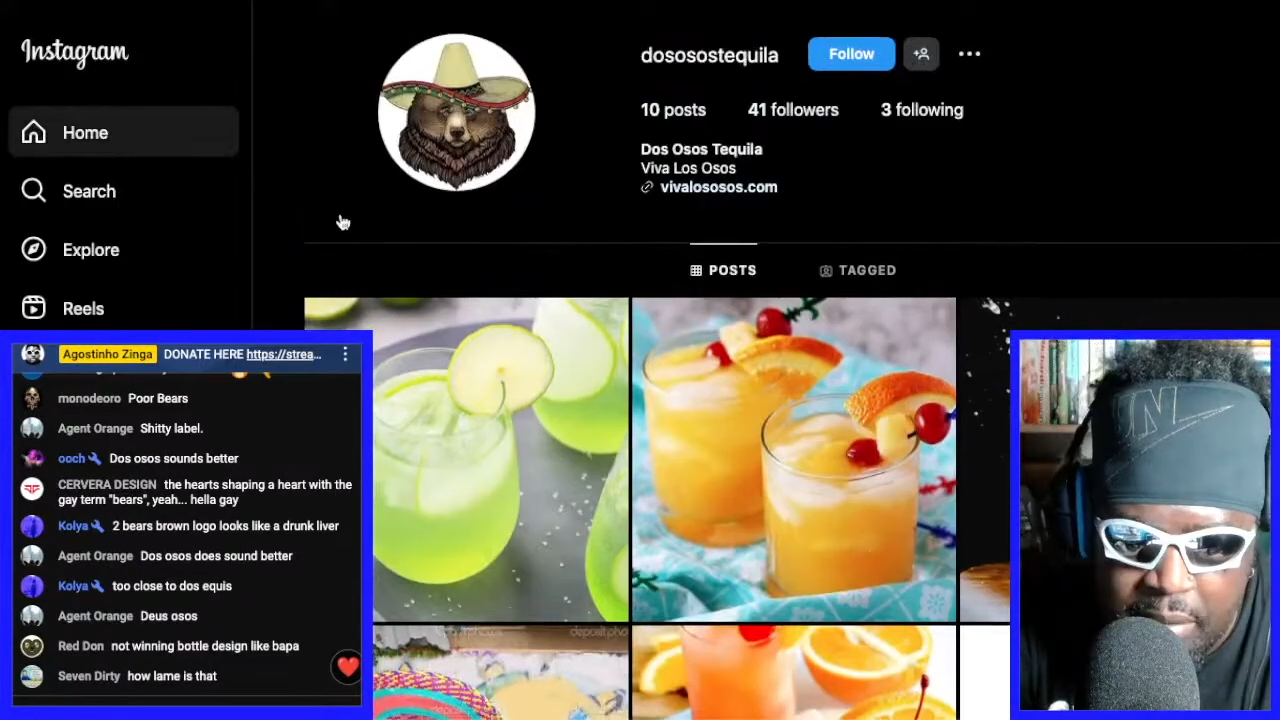 Instagram
Home
Search
Explore
Reels
dososostequila
Follow
10 posts 41 followers 3 following
Dos Osos Tequila
Viva Los Osos
vivalososos.com
POSTS
TAGGED
Agostinho Zinga DONATE HERE https://strea...
monodeoro Poor Bears
Agent Orange Shitty label.
ooch Dos osos sounds better
CERVERA DESIGN the hearts shaping a heart with the
gay term "bears", yeah... hella gay
Kolya 2 bears brown logo looks like a drunk liver
Agent Orange Dos osos does sound better
Kolya too close to dos equis
Agent Orange Deus osos
Red Don not winning bottle design like bapa
Seven Dirty how lame is that